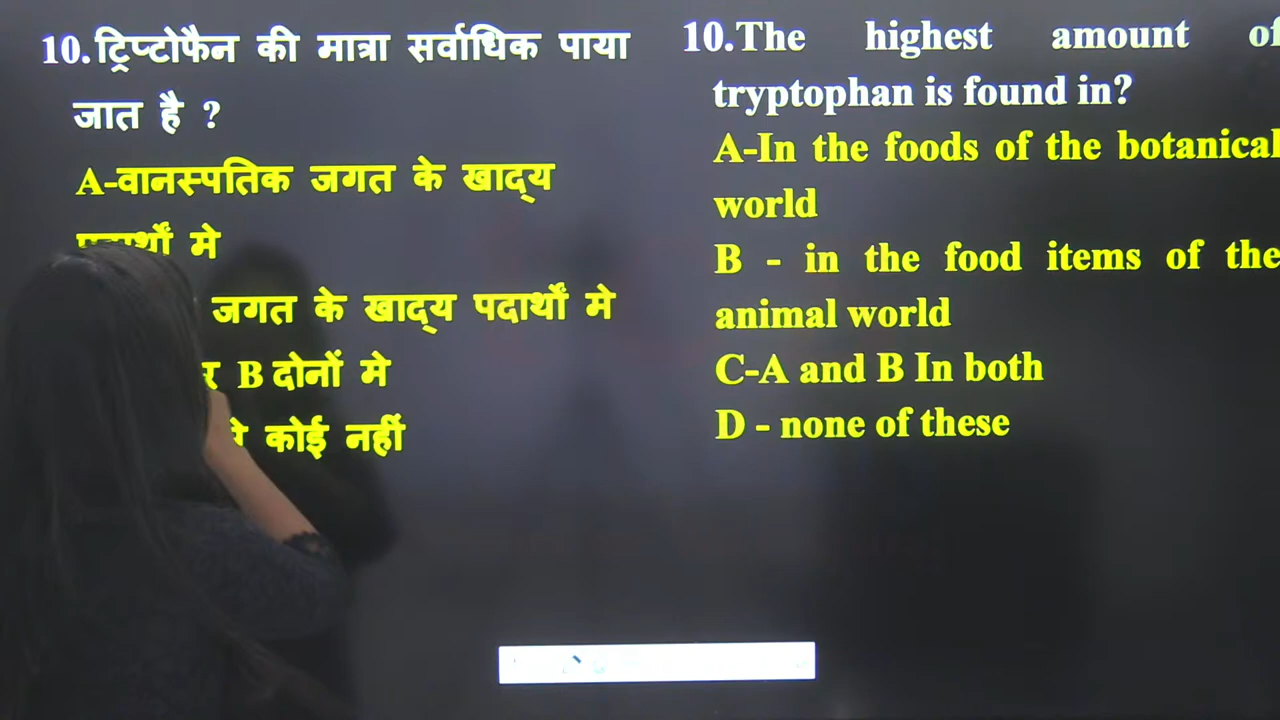 10.ट्रिप्टोफैन की मात्रा सर्वाधिक पाया
जात है ?
A-वानस्पतिक जगत के खाद्य
पदार्थों मे
जगत के खाद्य पदार्थों मे
B दोनों मे
कोई नहीं
10.The highest amount of
tryptophan is found in?
A-In the foods of the botanical
world
B - in the food items of the
animal world
C-A and B In both
D - none of these